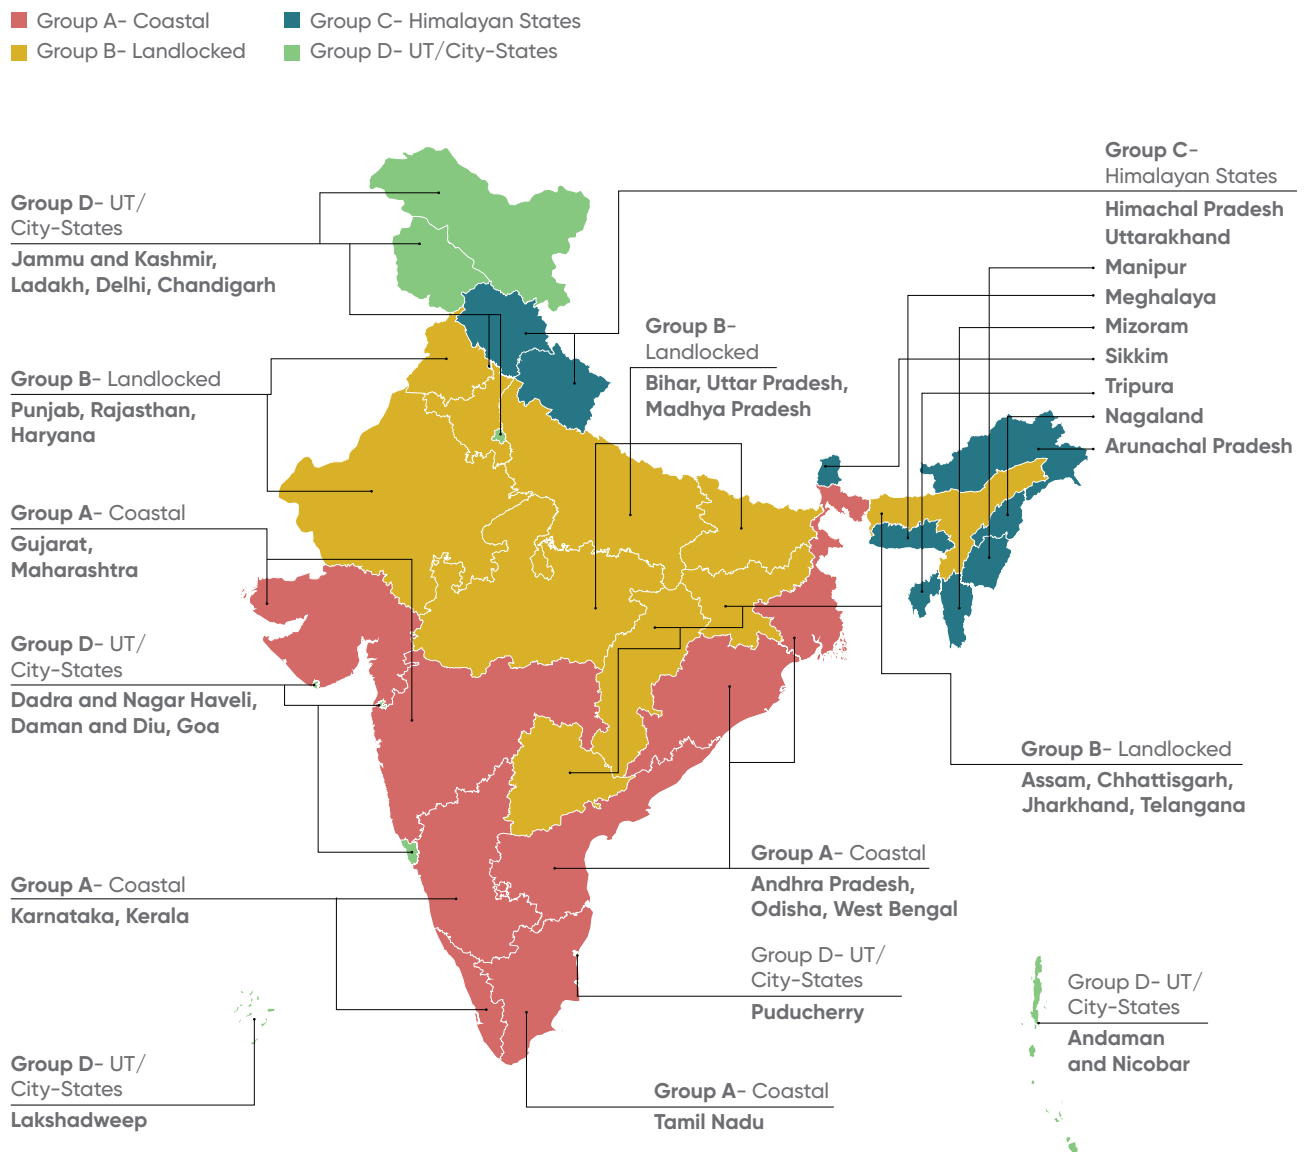 Group A- Coastal
Group B- Landlocked
Group C- Himalayan States
Group D- UT/City-States
Group C-
Himalayan States
Himachal Pradesh
Uttarakhand
Manipur
Meghalaya
Mizoram
Sikkim
Tripura
Nagaland
Arunachal Pradesh
Group D- UT/
City-States
Jammu and Kashmir,
Ladakh, Delhi, Chandigarh
Group B-
Landlocked
Bihar, Uttar Pradesh,
Madhya Pradesh
Group B- Landlocked
Punjab, Rajasthan,
Haryana
Group A- Coastal
Gujarat,
Maharashtra
Group D- UT/
City-States
Dadra and Nagar Haveli,
Daman and Diu, Goa
Group B- Landlocked
Assam, Chhattisgarh,
Jharkhand, Telangana
Group A- Coastal
Andhra Pradesh,
Odisha, West Bengal
Group A- Coastal
Karnataka, Kerala
Group D- UT/
City-States
Puducherry
Group D- UT/
City-States
Andaman
and Nicobar
Group D- UT/
City-States
Lakshadweep
Group A- Coastal
Tamil Nadu